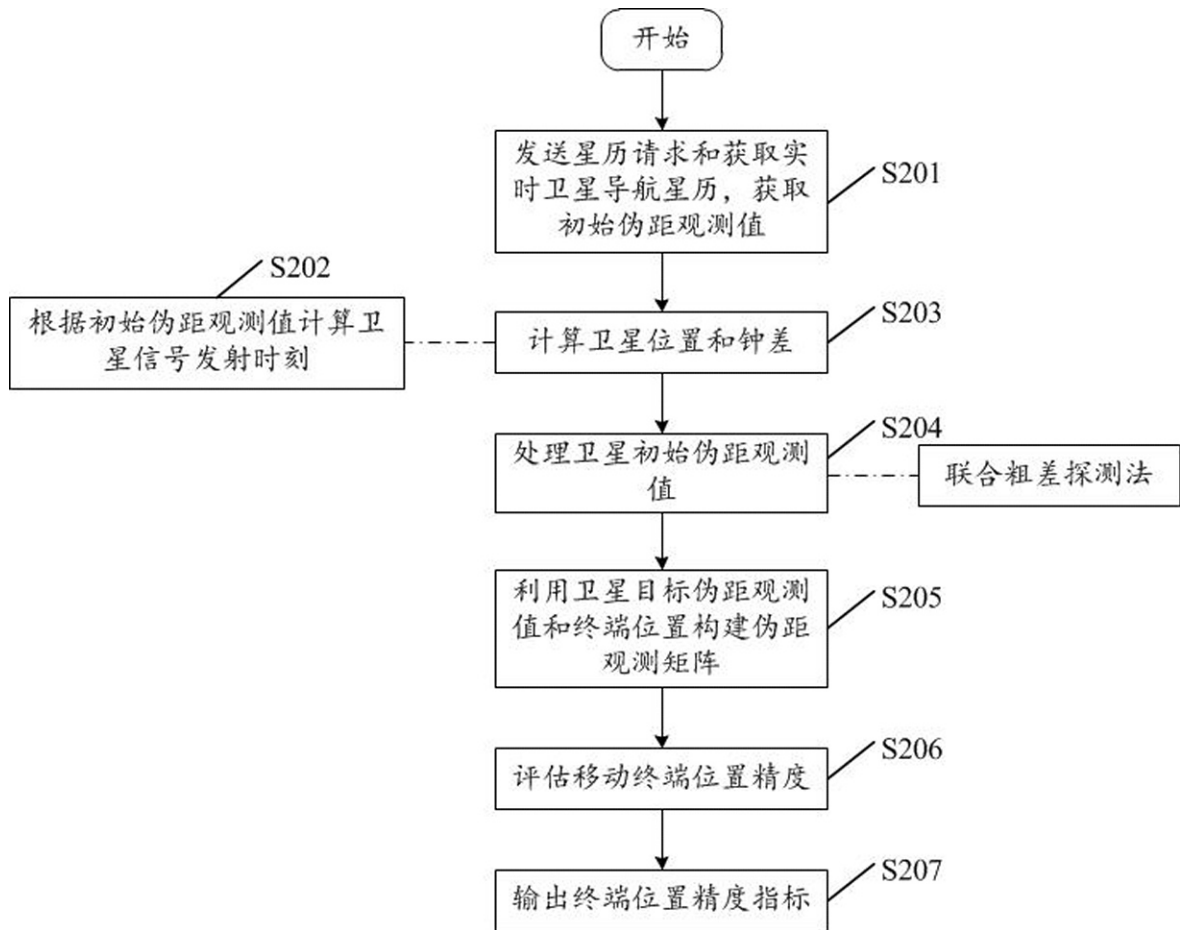 开始
发送星历请求和获取实
时卫星导航星历，获取
初始伪距观测值
S201
S202
根据初始伪距观测值计算卫
星信号发射时刻
计算卫星位置和钟差
S203
处理卫星初始伪距观测
值
S204
联合粗差探测法
利用卫星目标伪距观测
值和终端位置构建伪距
观测矩阵
S205
评估移动终端位置精度
S206
输出终端位置精度指标
S207